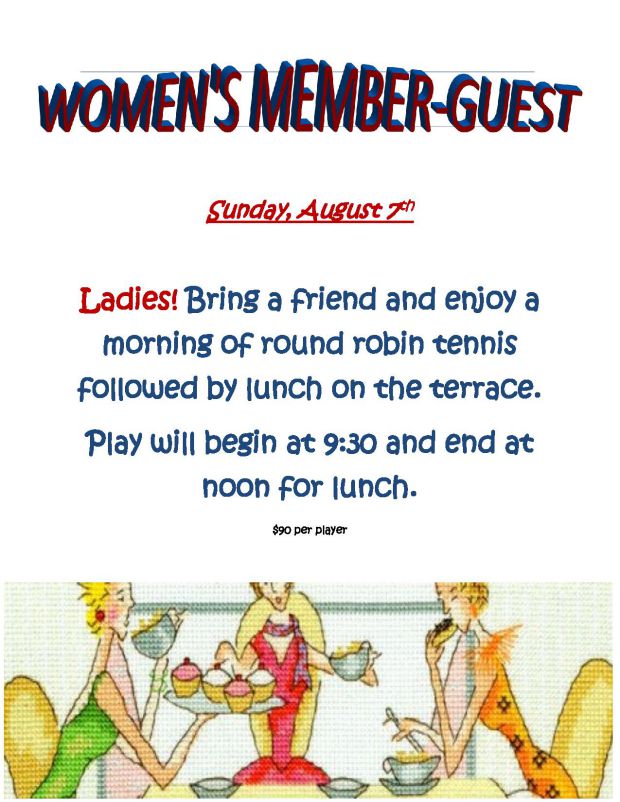 WOMEN'S MEMBER-GUEST
Sunday, August 7th
Ladies! Bring a friend and enjoy a
morning of round robin tennis
followed by lunch on the terrace.
Play will begin at 9:30 and end at
noon for lunch.
$90 per player